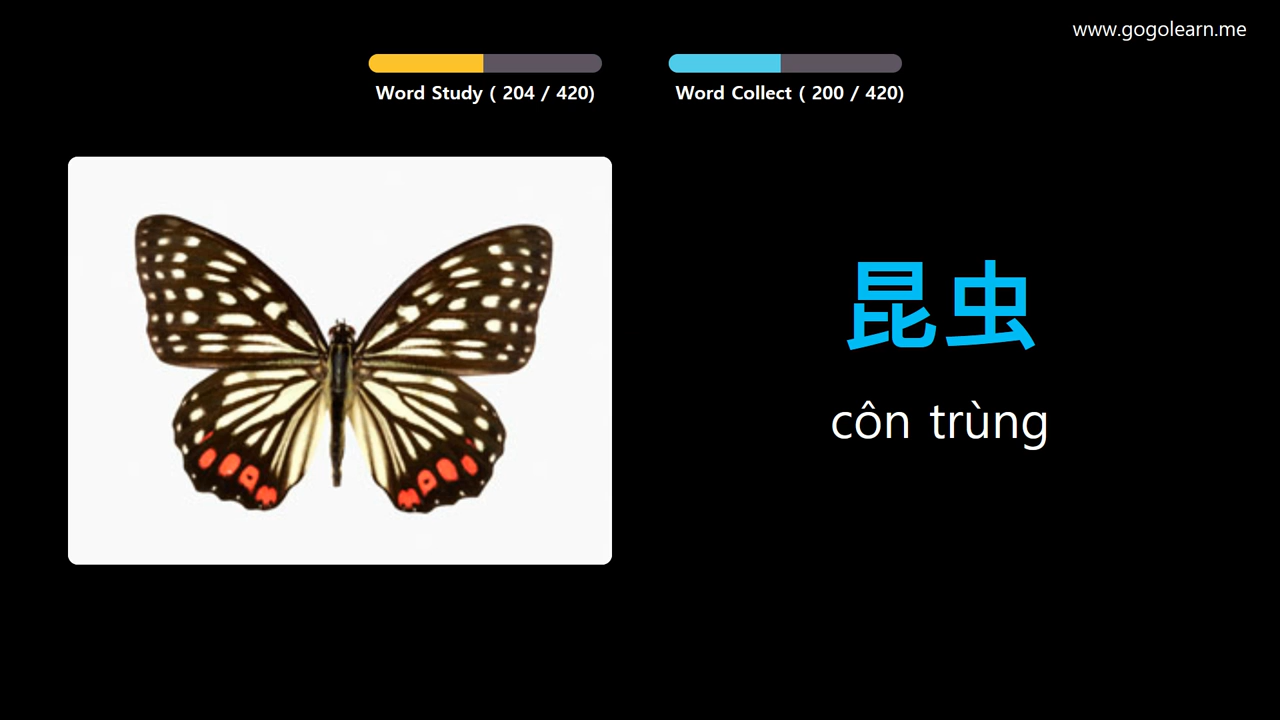 www.gogolearn.me
Word Study ( 204 / 420)
Word Collect ( 200 / 420)
昆虫
côn trùng